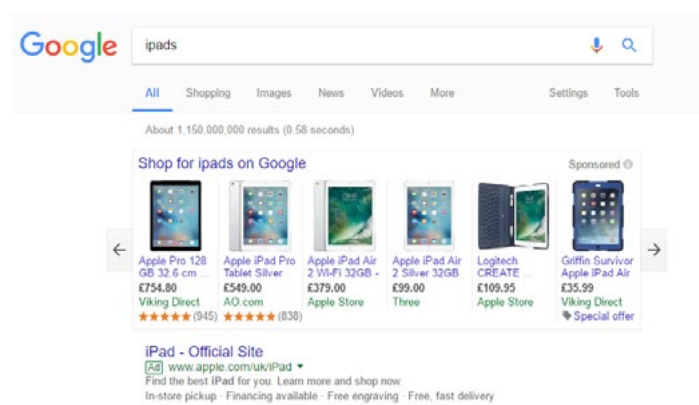 Google
ipads
All Shopping Images News Videos More Settings Tools
About 1,150,000,000 results (0.58 seconds)
Shop for ipads on Google
Sponsored
Apple Pro 128
GB 32.6 cm ...
£754.80
Viking Direct
(945)
Apple iPad Pro
Tablet Silver
£549.00
AO.com
(838)
Apple iPad Air
2 Wi-Fi 32GB -
£379.00
Apple Store
Apple iPad Air
2 Silver 32GB
£99.00
Three
Logitech
CREATE ...
£109.95
Apple Store
Griffin Survivor
Apple iPad Air
£35.99
Viking Direct
Special offer
iPad - Official Site
Ad www.apple.com/uk/iPad
Find the best iPad for you. Learn more and shop now.
In-store pickup · Financing available · Free engraving · Free, fast delivery